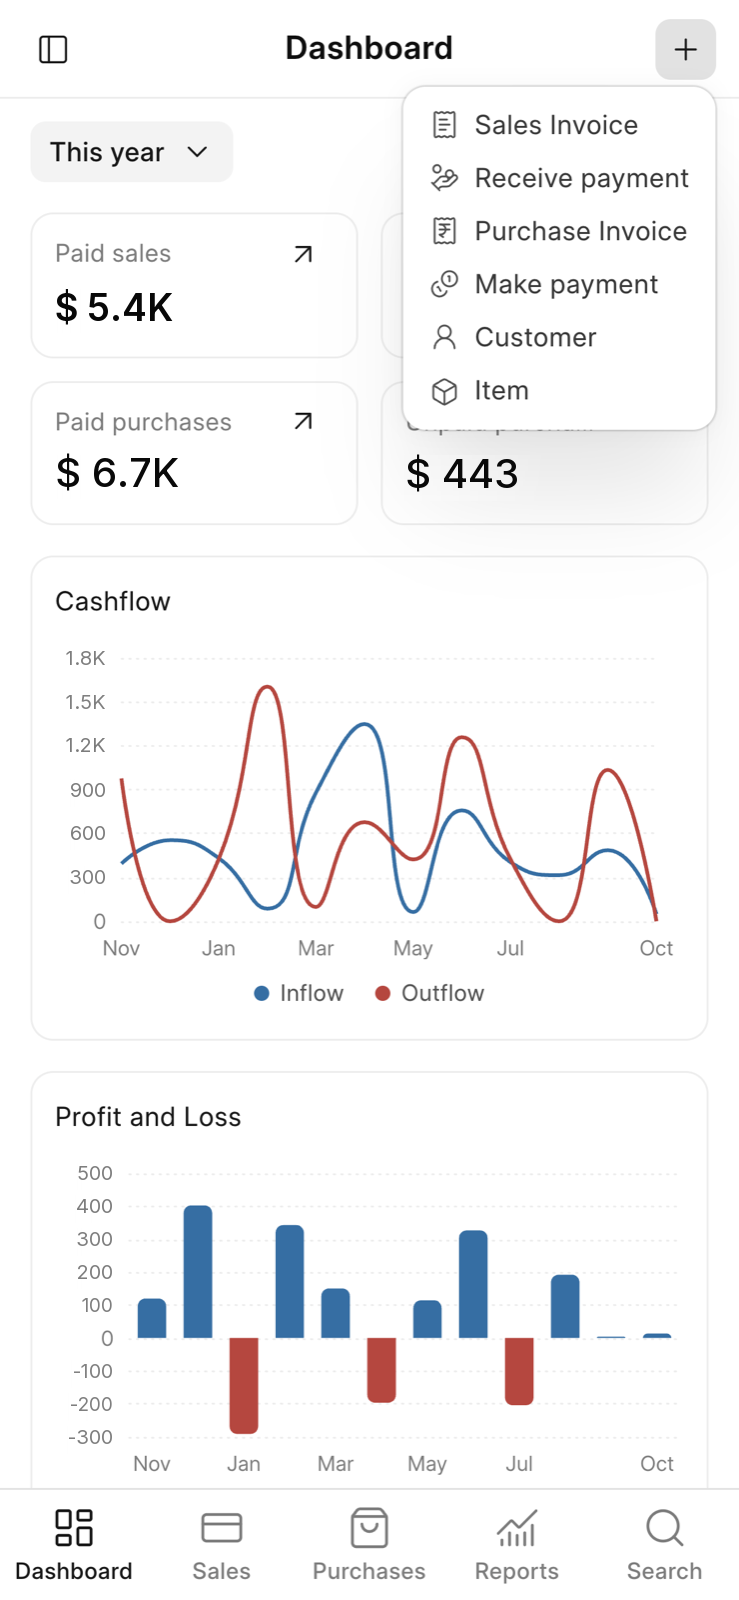 Dashboard
This year
Sales Invoice
Receive payment
Purchase Invoice
Make payment
Customer
Item
Paid sales
$ 5.4K
Paid purchases
$ 6.7K
$ 443
Cashflow
1.8K
1.5K
1.2K
900
600
300
0
Nov Jan Mar May Jul Oct
Inflow Outflow
Profit and Loss
500
400
300
200
100
0
-100
-200
-300
Nov Jan Mar May Jul Oct
Dashboard Sales Purchases Reports Search